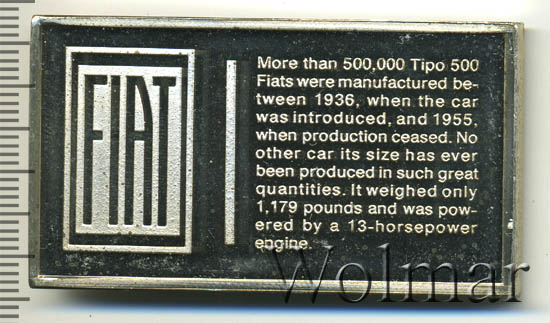 FIAT
More than 500,000 Tipo 500
Fiats were manufactured be-
tween 1936, when the car
was introduced, and 1955,
when production ceased. No
other car its size has ever
been produced in such great
quantities. It weighed only
1,179 pounds and was pow-
ered by a 13-horsepower
engine.
Wolmar